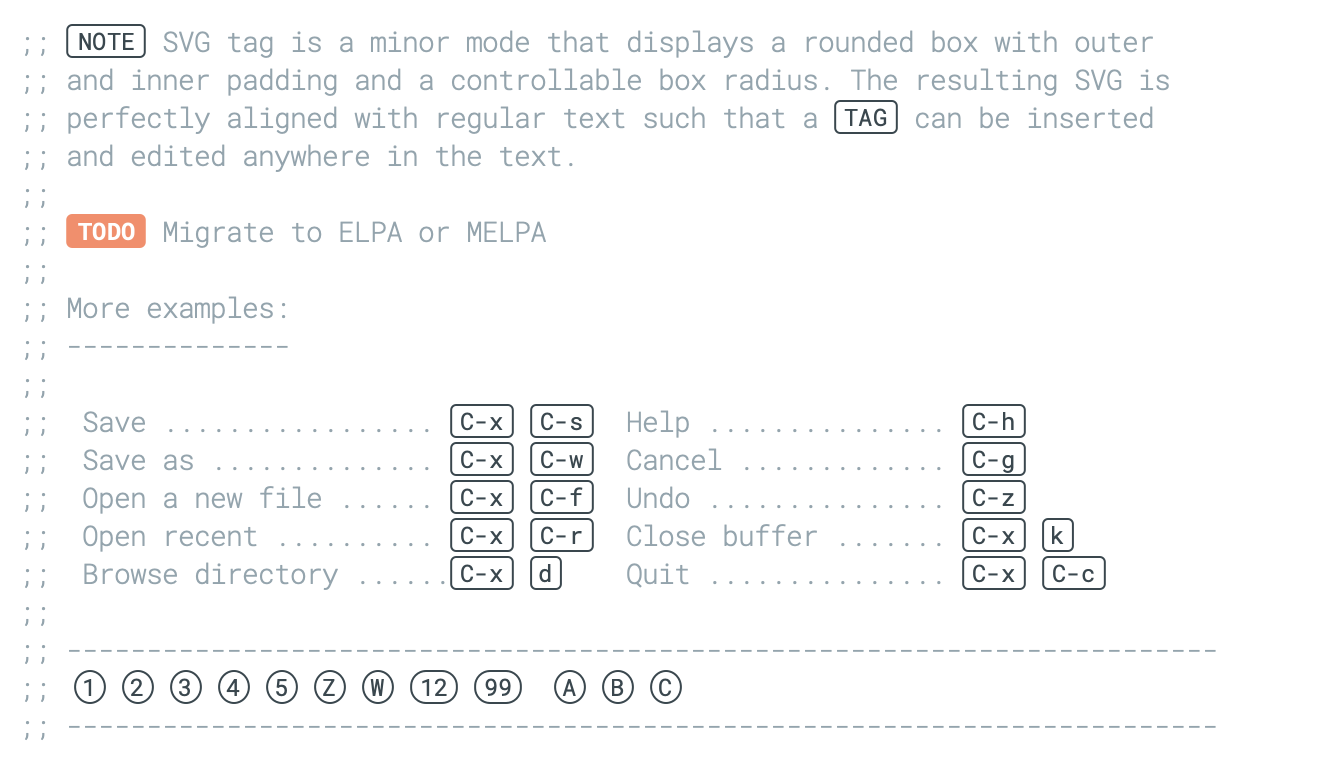 ;; NOTE SVG tag is a minor mode that displays a rounded box with outer
;; and inner padding and a controllable box radius. The resulting SVG is
;; perfectly aligned with regular text such that a TAG can be inserted
;; and edited anywhere in the text.
;;
;; TODO Migrate to ELPA or MELPA
;;
;; More examples:
;; --------------
;;
;;  Save ................. C-x C-s  Help ............... C-h
;;  Save as .............. C-x C-w  Cancel ............. C-g
;;  Open a new file ...... C-x C-f  Undo ............... C-z
;;  Open recent .......... C-x C-r  Close buffer ....... C-x k
;;  Browse directory ......C-x d    Quit ............... C-x C-c
;;
;; ------------------------------------------------------------------------
;; 1 2 3 4 5 Z W 12 99  A B C
;; ------------------------------------------------------------------------